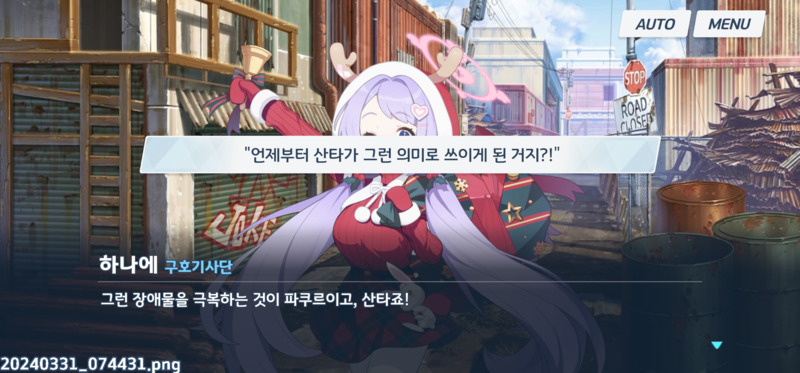 AUTO
MENU
STOP
ROAD
CLOSED
"언제부터 산타가 그런 의미로 쓰이게 된 거지?!"
하나에 구호기사단
그런 장애물을 극복하는 것이 파쿠르이고, 산타죠!
20240331_074431.png